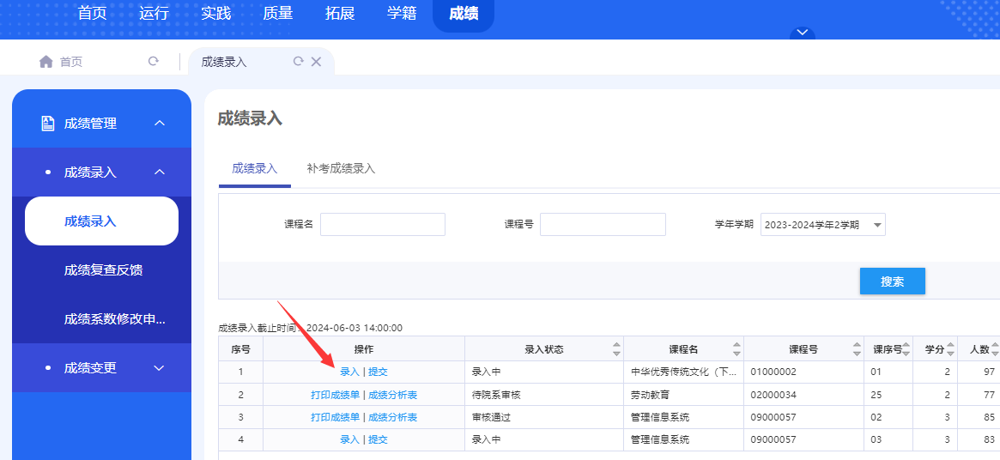 首页 运行 实践 质量 拓展 学籍 成绩
首页 成绩录入
成绩管理
成绩录入
成绩录入
成绩复查反馈
成绩系数修改申...
成绩变更
成绩录入
成绩录入 补考成绩录入
课程名 课程号 学年学期 2023-2024学年2学期
搜索
成绩录入截止时间：2024-06-03 14:00:00
序号 操作 录入状态 课程名 课程号 课序号 学分 人数
1 录入 | 提交 录入中 中华优秀传统文化（下... 01000002 01 2 97
2 打印成绩单 | 成绩分析表 待院系审核 劳动教育 02000034 25 2 77
3 打印成绩单 | 成绩分析表 审核通过 管理信息系统 09000057 02 3 85
4 录入 | 提交 录入中 管理信息系统 09000057 03 3 83